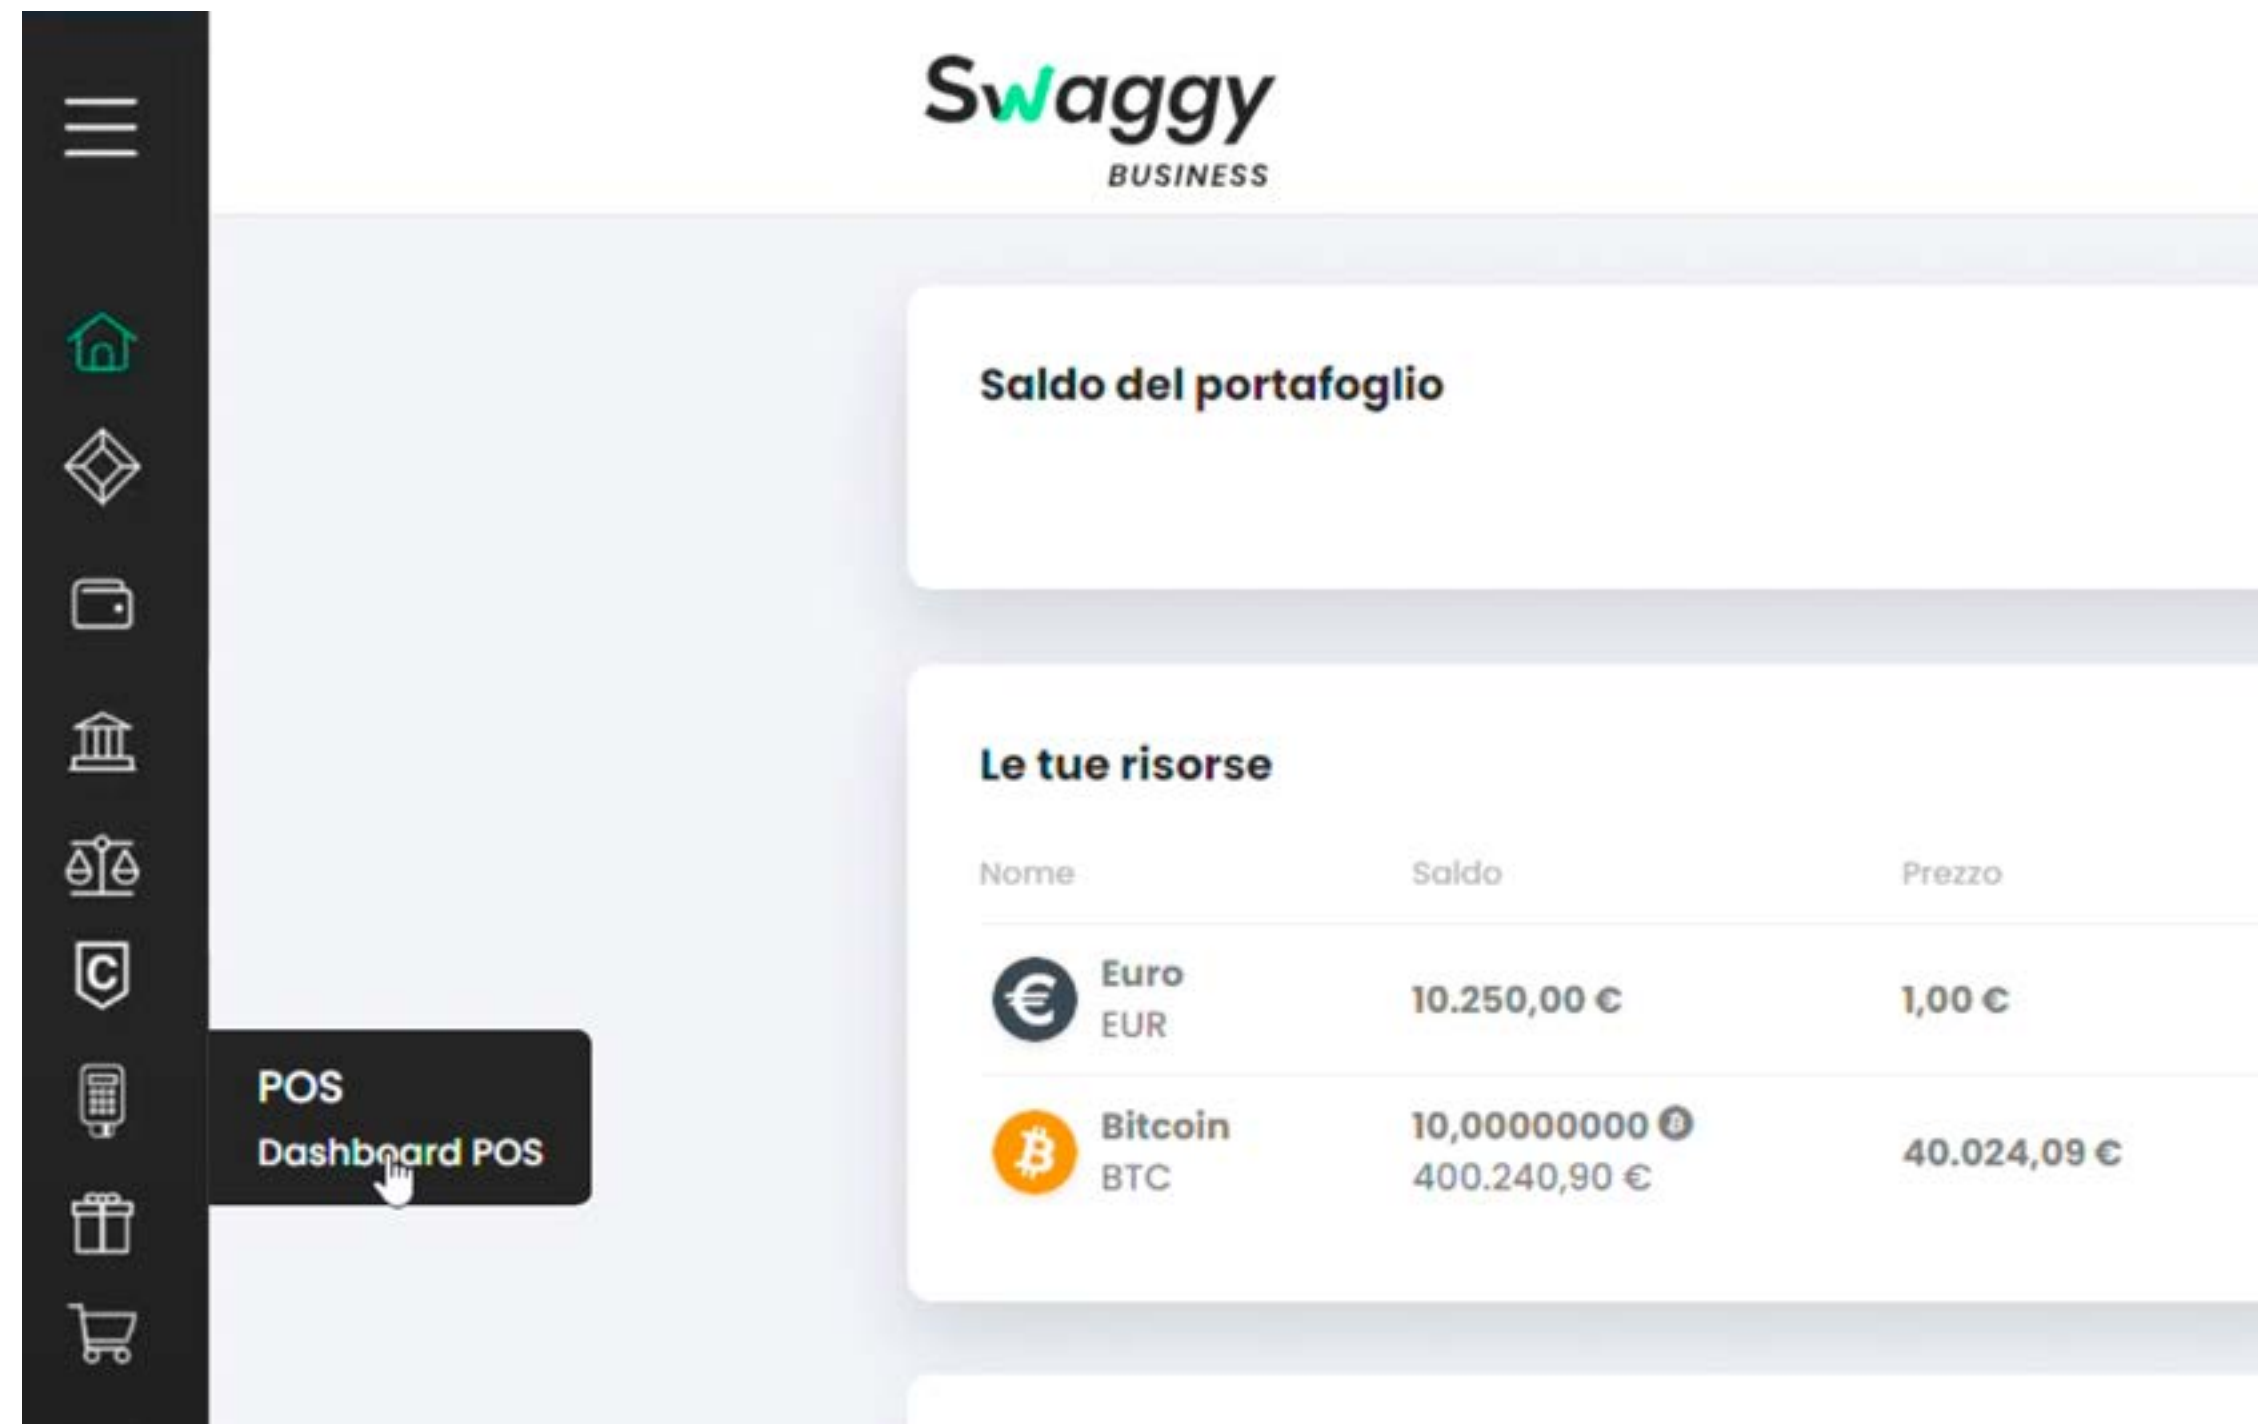 Swaggy
BUSINESS
Saldo del portafoglio
Le tue risorse
Nome Saldo Prezzo
Euro
EUR
10.250,00 €
1,00 €
Bitcoin
BTC
10,00000000
400.240,90 €
40.024,09 €
C
POS
Dashboard POS